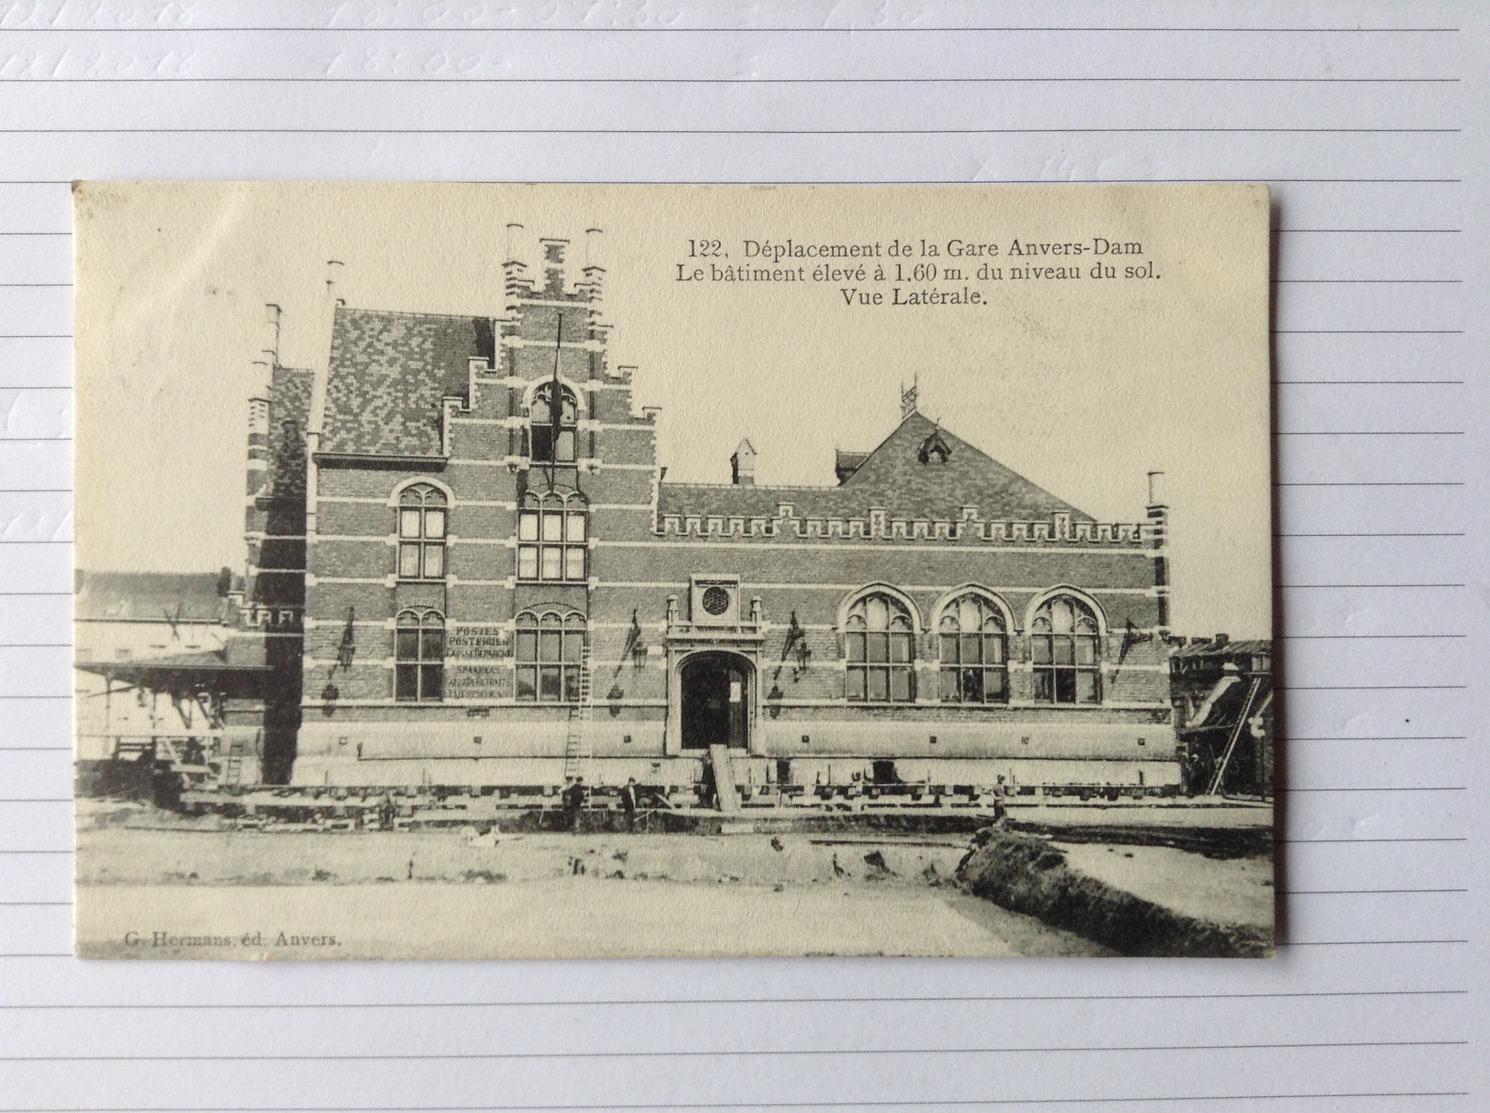 122. Déplacement de la Gare Anvers-Dam
Le bâtiment élevé à 1.60 m. du niveau du sol.
Vue Latérale.
POSTES
POSTERIJEN
G. Hermans, éd. Anvers.